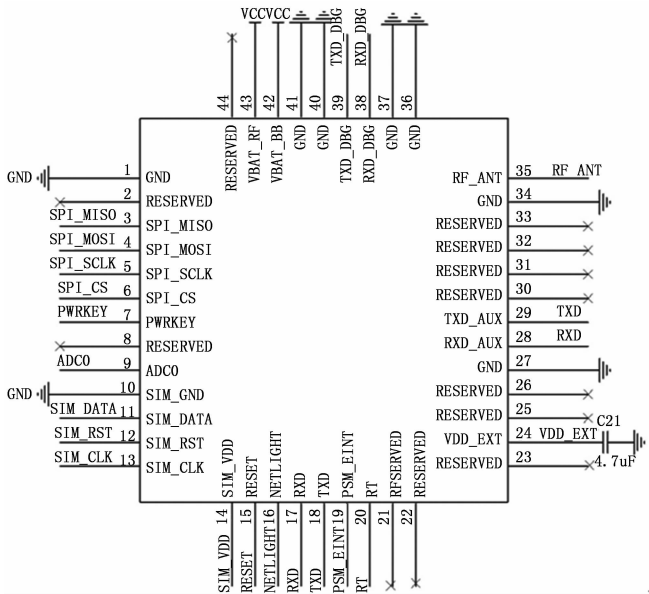 VCC VCC TXD_DBG RXD_DBG
44 43 42 41 40 39 38 37 36
RESERVED VBAT_RF VBAT_BB GND GND TXD_DBG RXD_DBG GND GND
GND 1 GND
2 RESERVED
SPI_MISO 3 SPI_MISO
SPI_MOSI 4 SPI_MOSI
SPI_SCLK 5 SPI_SCLK
SPI_CS 6 SPI_CS
PWRKEY 7 PWRKEY
8 RESERVED
ADC0 9 ADC0
GND 10 SIM_GND
SIM_DATA 11 SIM_DATA
SIM_RST 12 SIM_RST
SIM_CLK 13 SIM_CLK
RF_ANT 35 RF_ANT
GND 34
RESERVED 33
RESERVED 32
RESERVED 31
RESERVED 30
TXD_AUX 29 TXD
RXD_AUX 28 RXD
GND 27
RESERVED 26
RESERVED 25
C21
VDD_EXT 24 VDD_EXT
RESERVED 23
4.7uF
SIM_VDD RESET NETLIGHT RXD TXD PSM_EINT RT RFSERVED RESERVED
14 15 16 17 18 19 20 21 22
SIM_VDD RESET NETLIGHT RXD TXD PSM_EINT RT